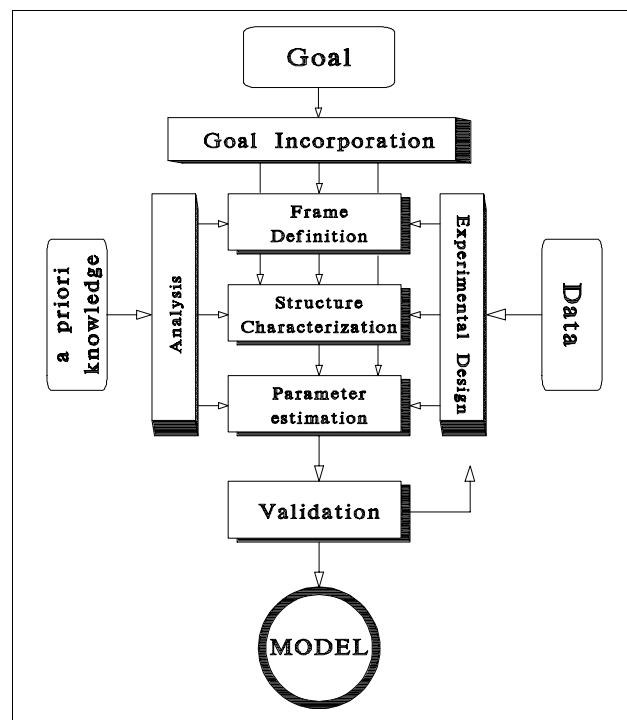 Goal
Goal Incorporation
Frame
Definition
a priori
knowledge
Analysis
Structure
Characterization
Experimental Design
Data
Parameter
estimation
Validation
MODEL